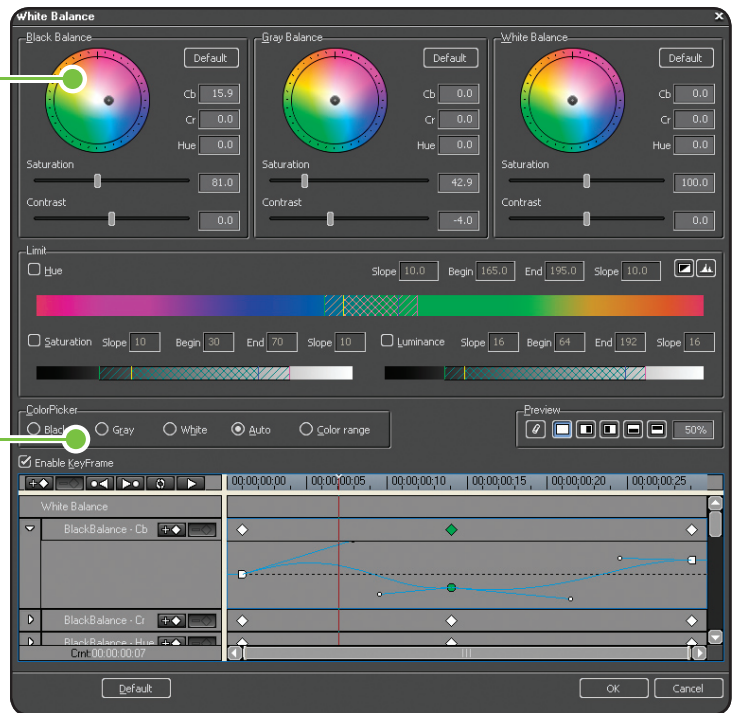 White Balance x
Black Balance
Default
Cb 15.9
Cr 0.0
Hue 0.0
Saturation
81.0
Contrast
0.0
Gray Balance
Default
Cb 0.0
Cr 0.0
Hue 0.0
Saturation
42.9
Contrast
-4.0
White Balance
Default
Cb 0.0
Cr 0.0
Hue 0.0
Saturation
100.0
Contrast
0.0
Limit
Hue Slope 10.0 Begin 165.0 End 195.0 Slope 10.0
Saturation Slope 10 Begin 30 End 70 Slope 10
Luminance Slope 16 Begin 64 End 192 Slope 16
ColorPicker
Gray White Auto Color range
Preview
50%
Enable KeyFrame
00:00:00:00 00:00:00:05 00:00:00:10 00:00:00:15 00:00:00:20 00:00:00:25
White Balance
BlackBalance - Cb
BlackBalance - Cr
BlackBalance - Hue
Crnt 00:00:00:07
Default OK Cancel